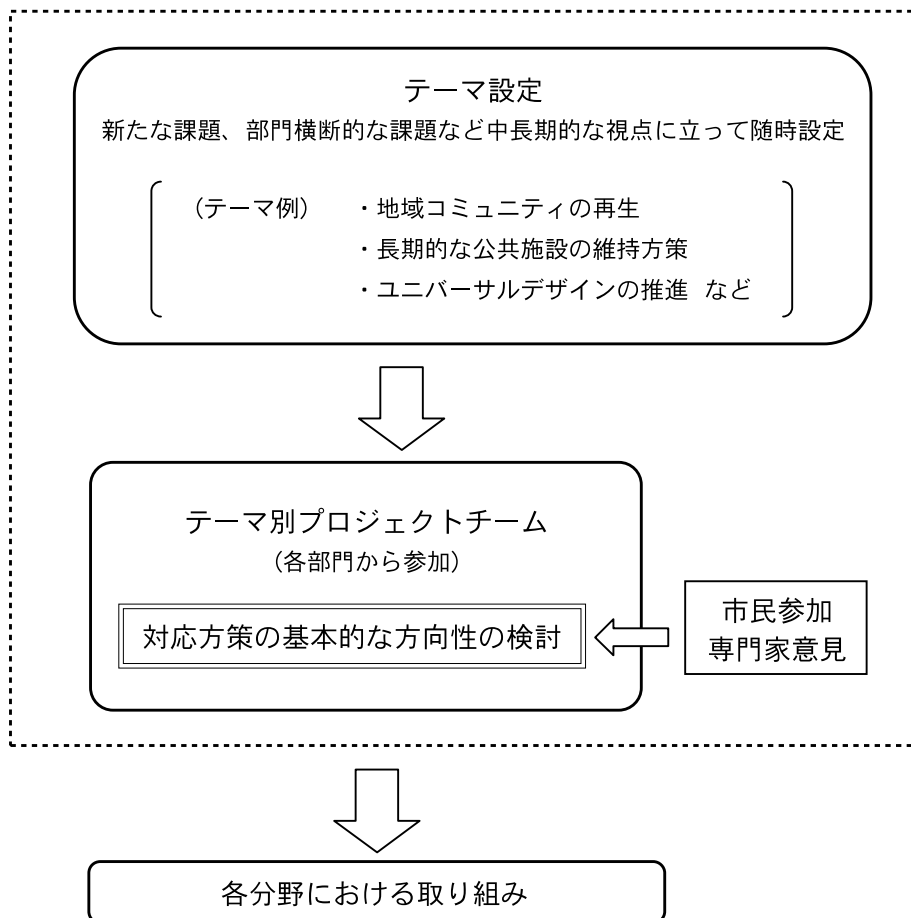 テーマ設定
新たな課題、部門横断的な課題など中長期的な視点に立って随時設定
（テーマ例）　・地域コミュニティの再生
・長期的な公共施設の維持方策
・ユニバーサルデザインの推進 など
テーマ別プロジェクトチーム
（各部門から参加）
対応方策の基本的な方向性の検討
市民参加
専門家意見
各分野における取り組み